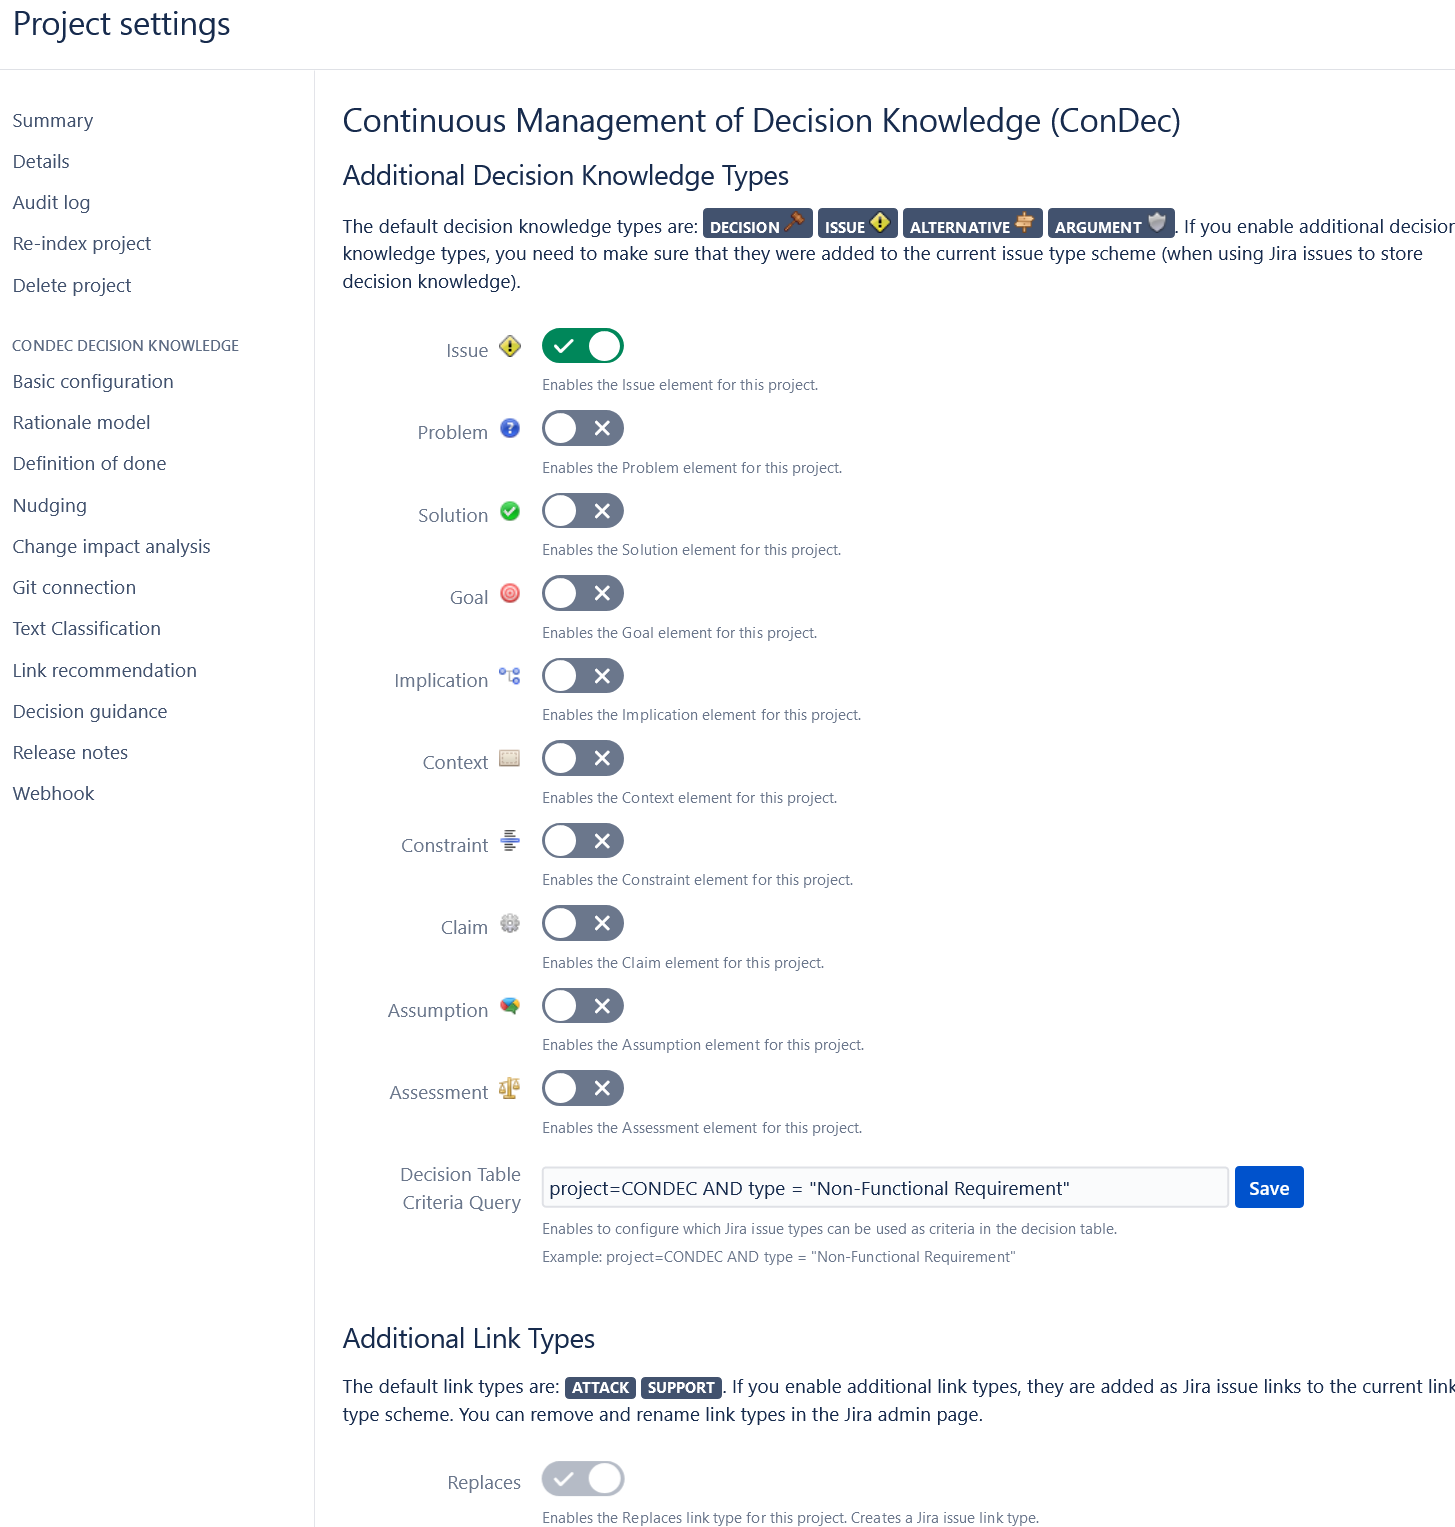 Project settings
Summary
Details
Audit log
Re-index project
Delete project
CONDEC DECISION KNOWLEDGE
Basic configuration
Rationale model
Definition of done
Nudging
Change impact analysis
Git connection
Text Classification
Link recommendation
Decision guidance
Release notes
Webhook
Continuous Management of Decision Knowledge (ConDec)
Additional Decision Knowledge Types
The default decision knowledge types are: DECISION ISSUE ALTERNATIVE ARGUMENT . If you enable additional decision
knowledge types, you need to make sure that they were added to the current issue type scheme (when using Jira issues to store
decision knowledge).
Issue
Enables the Issue element for this project.
Problem
Enables the Problem element for this project.
Solution
Enables the Solution element for this project.
Goal
Enables the Goal element for this project.
Implication
Enables the Implication element for this project.
Context
Enables the Context element for this project.
Constraint
Enables the Constraint element for this project.
Claim
Enables the Claim element for this project.
Assumption
Enables the Assumption element for this project.
Assessment
Enables the Assessment element for this project.
Decision Table
Criteria Query
project=CONDEC AND type = "Non-Functional Requirement"
Save
Enables to configure which Jira issue types can be used as criteria in the decision table.
Example: project=CONDEC AND type = "Non-Functional Requirement"
Additional Link Types
The default link types are: ATTACK SUPPORT . If you enable additional link types, they are added as Jira issue links to the current link
type scheme. You can remove and rename link types in the Jira admin page.
Replaces
Enables the Replaces link type for this project. Creates a Jira issue link type.